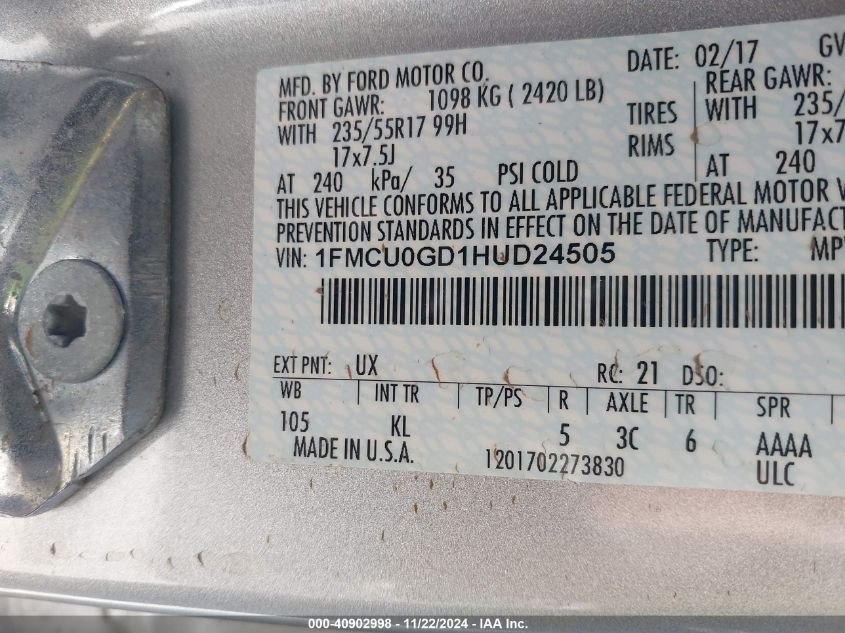 MFD. BY FORD MOTOR CO. DATE: 02/17 GV
FRONT GAWR: 1098 KG ( 2420 LB) REAR GAWR:
WITH 235/55R17 99H TIRES WITH 235/
17x7.5J RIMS 17x7
AT 240 kPa/ 35 PSI COLD AT 240
THIS VEHICLE CONFORMS TO ALL APPLICABLE FEDERAL MOTOR V
PREVENTION STANDARDS IN EFFECT ON THE DATE OF MANUFACT
VIN: 1FMCU0GD1HUD24505 TYPE: MPV
EXT PNT: UX RC: 21 DSO:
WB INT TR TP/PS R AXLE TR SPR
105 KL 5 3C 6 AAAA
MADE IN U.S.A. 1201702273830 ULC
000-40902998 - 11/22/2024 - IAA Inc.